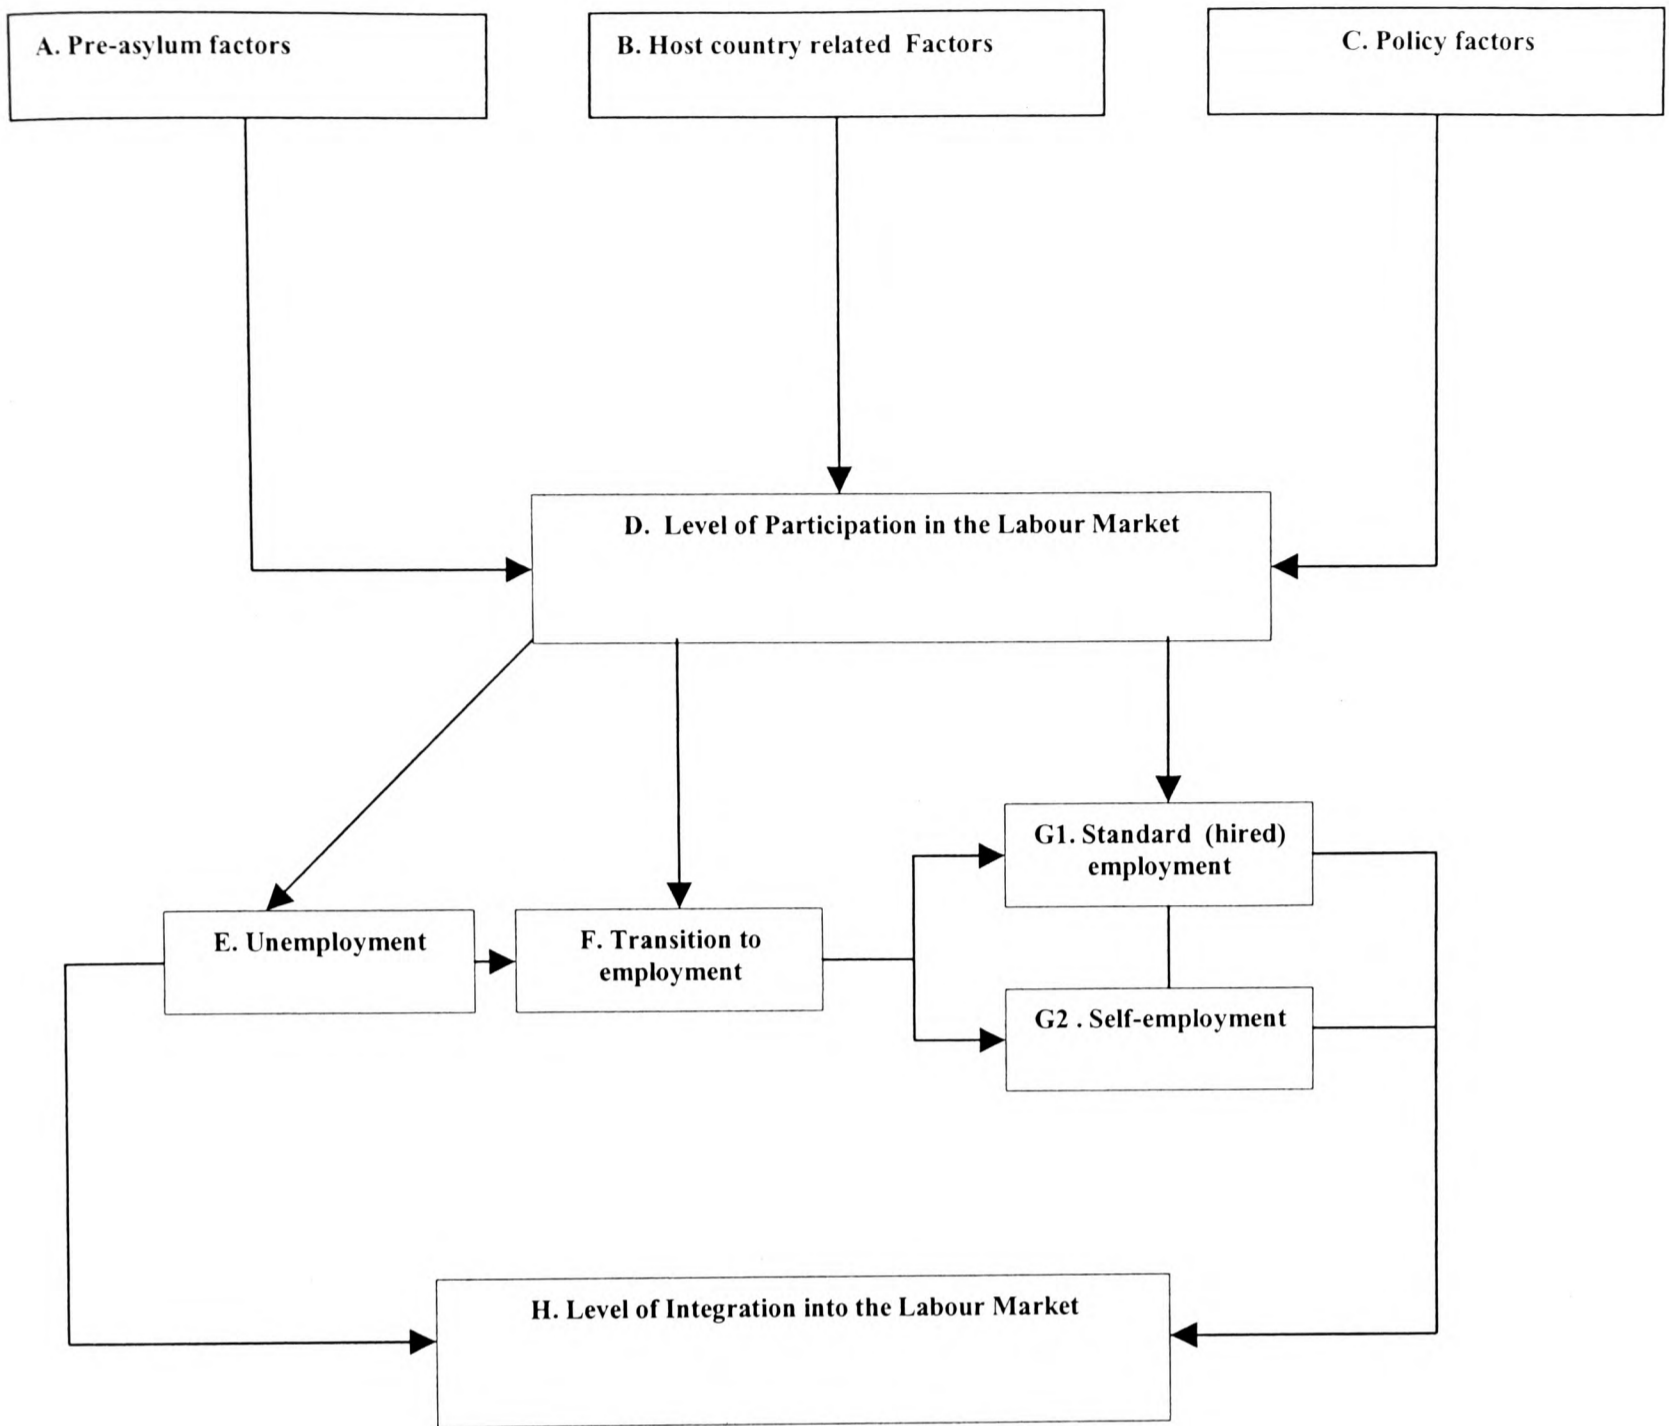 A. Pre-asylum factors
B. Host country related Factors
C. Policy factors
D. Level of Participation in the Labour Market
G1. Standard (hired)
employment
E. Unemployment
F. Transition to
employment
G2 . Self-employment
H. Level of Integration into the Labour Market